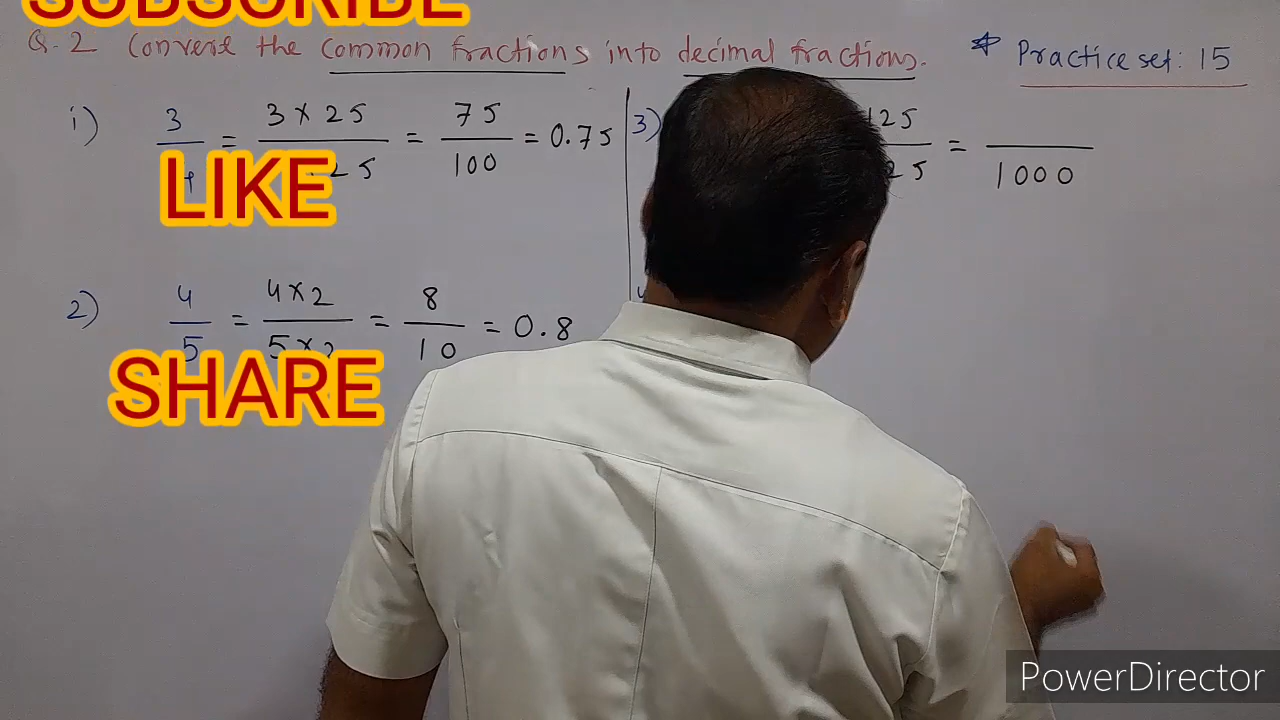 SUBSCRIBE
Q.2 Convert the common fractions into decimal fractions.
* Practice set: 15
i) 3 = 3 × 25 / 25 = 75 / 100 = 0.75
LIKE
2) 4 / 5 = 4 × 2 / 5 × 2 = 8 / 10 = 0.8
SHARE
3) 125 / 25 = / 1000
PowerDirector